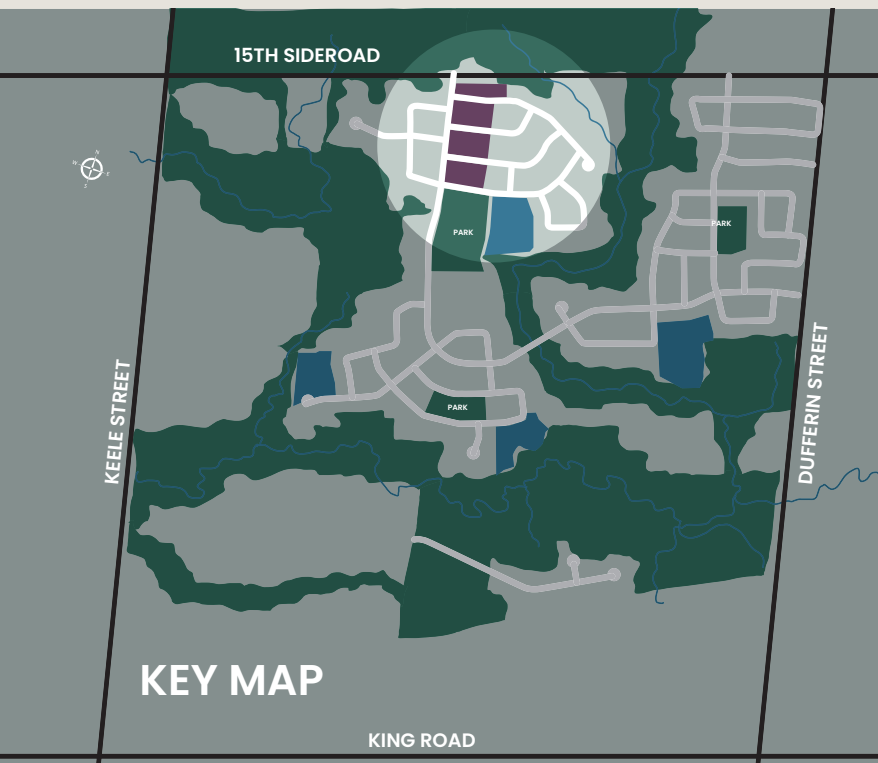 15TH SIDEROAD
N
W
E
S
PARK
PARK
KEELE STREET
DUFFERIN STREET
PARK
KEY MAP
KING ROAD